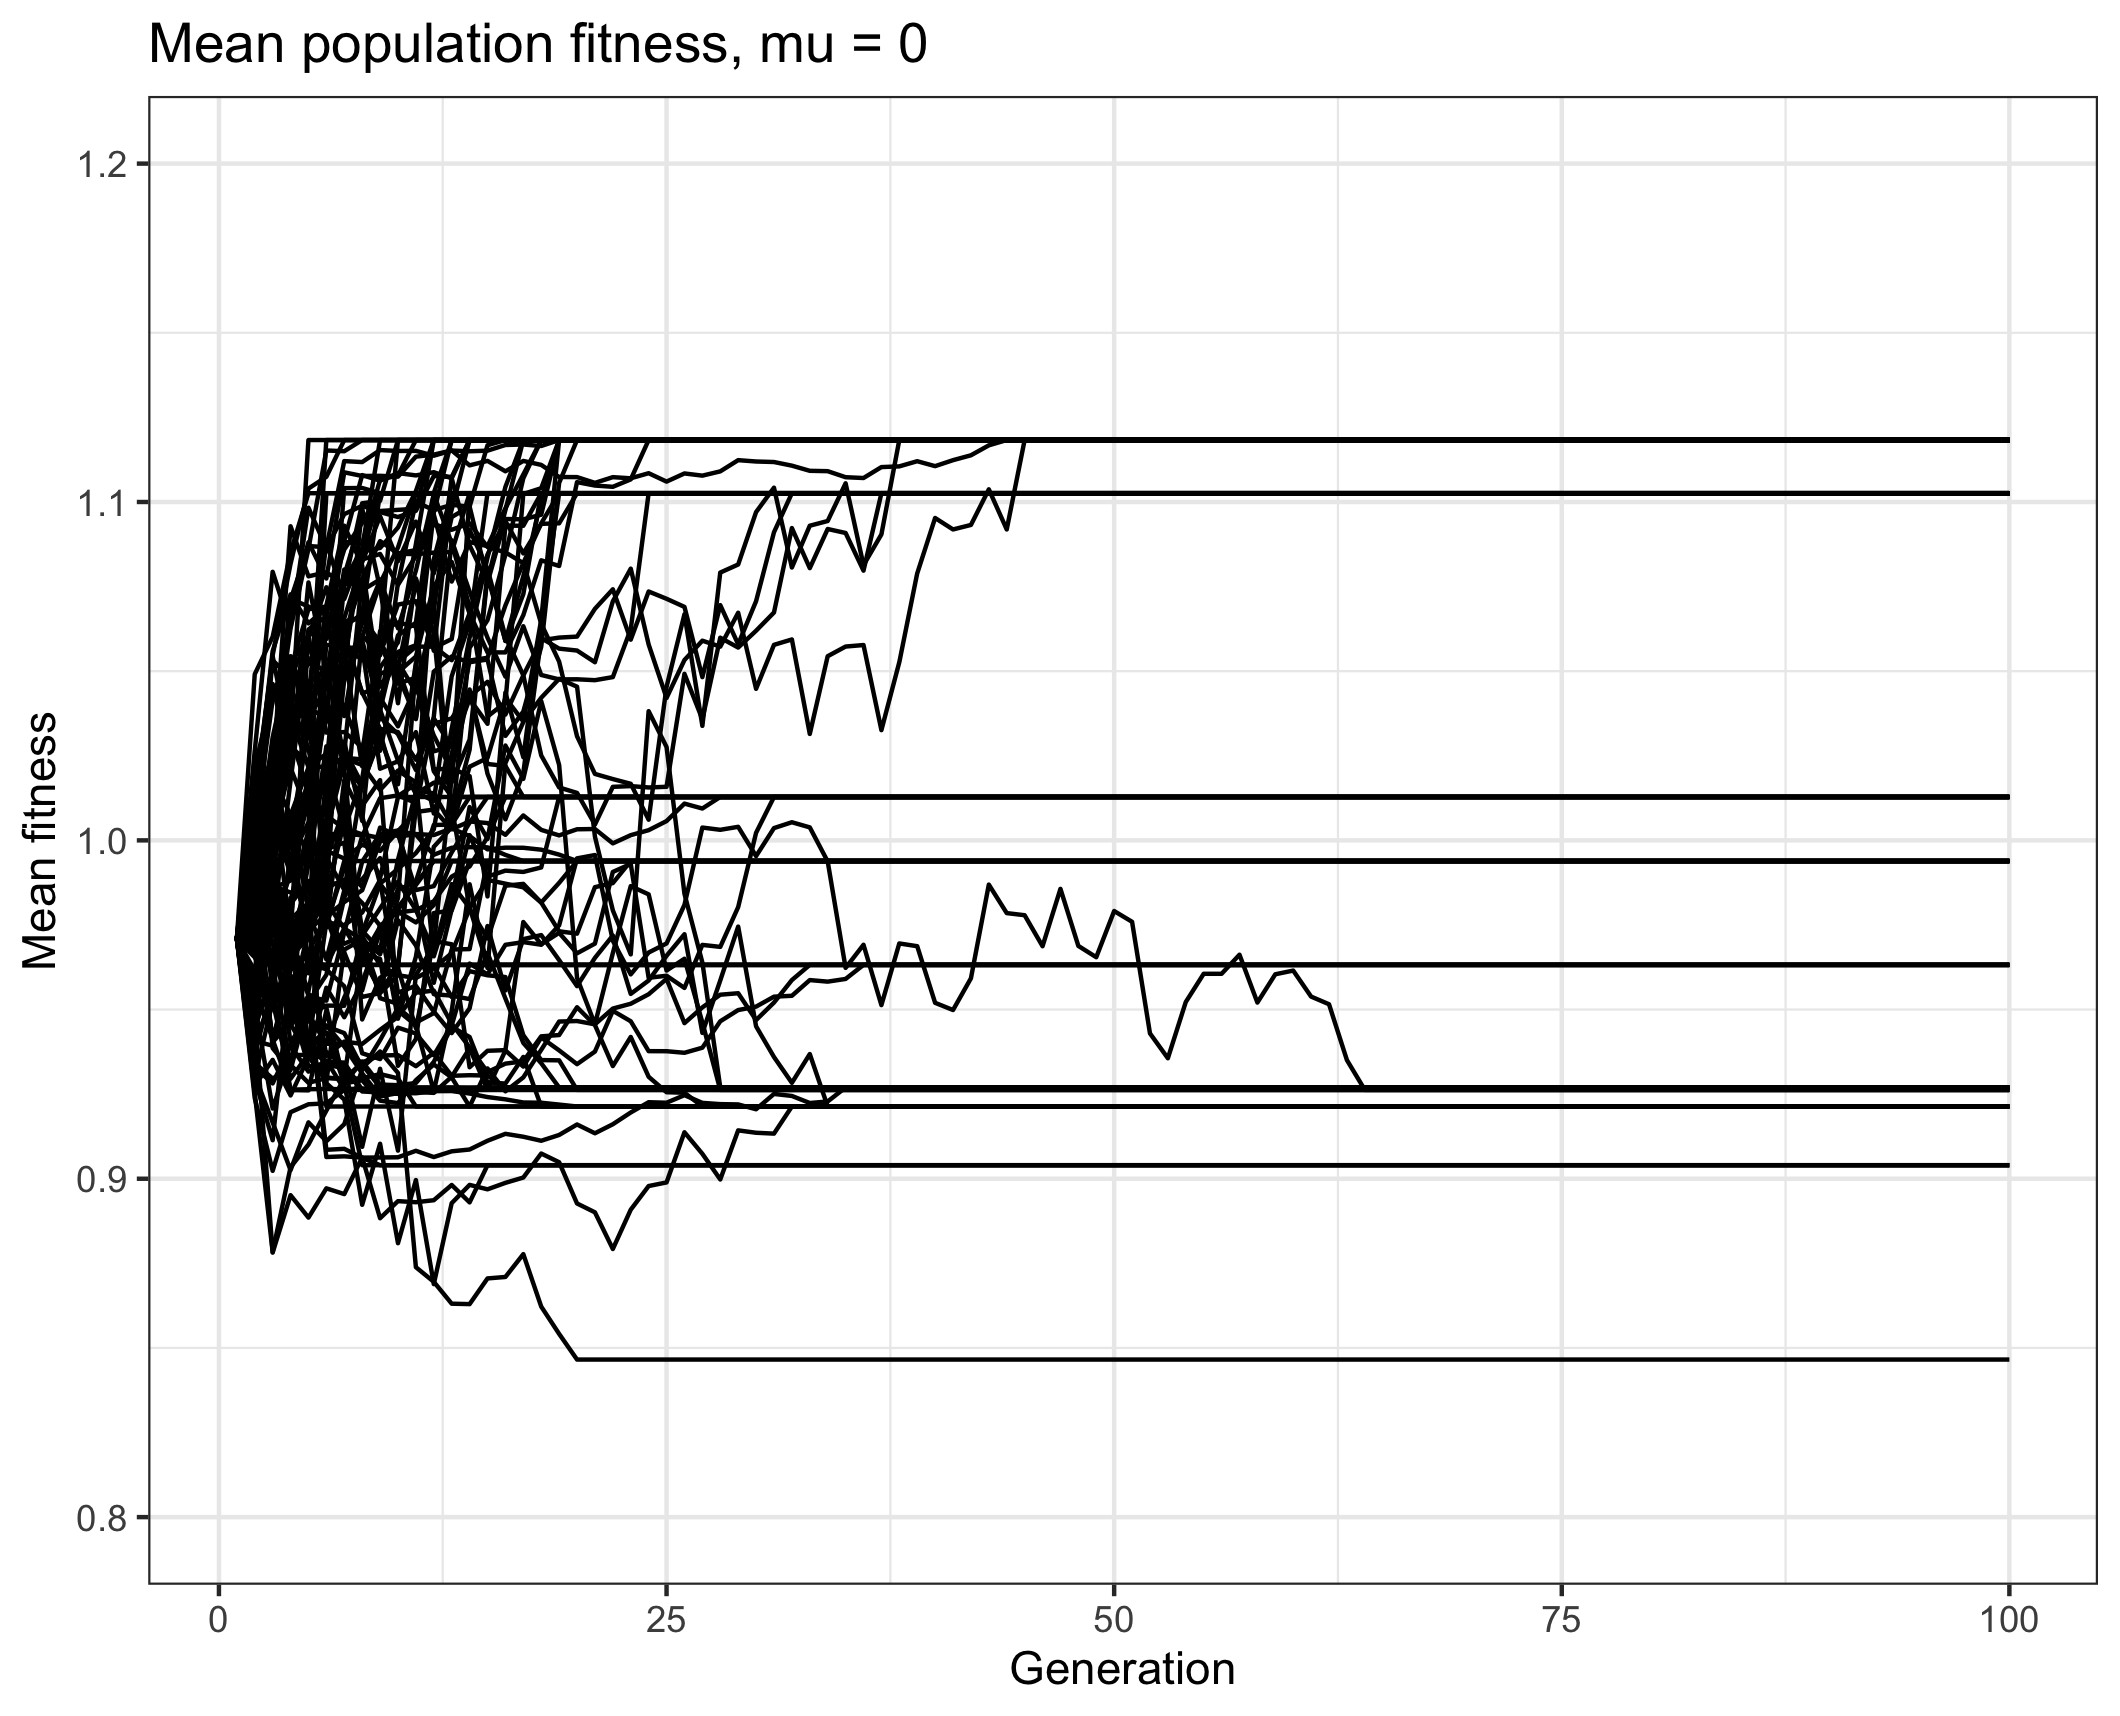 Mean population fitness, mu = 0
1.2
1.1
1.0
0.9
0.8
Mean fitness
0 25 50 75 100
Generation